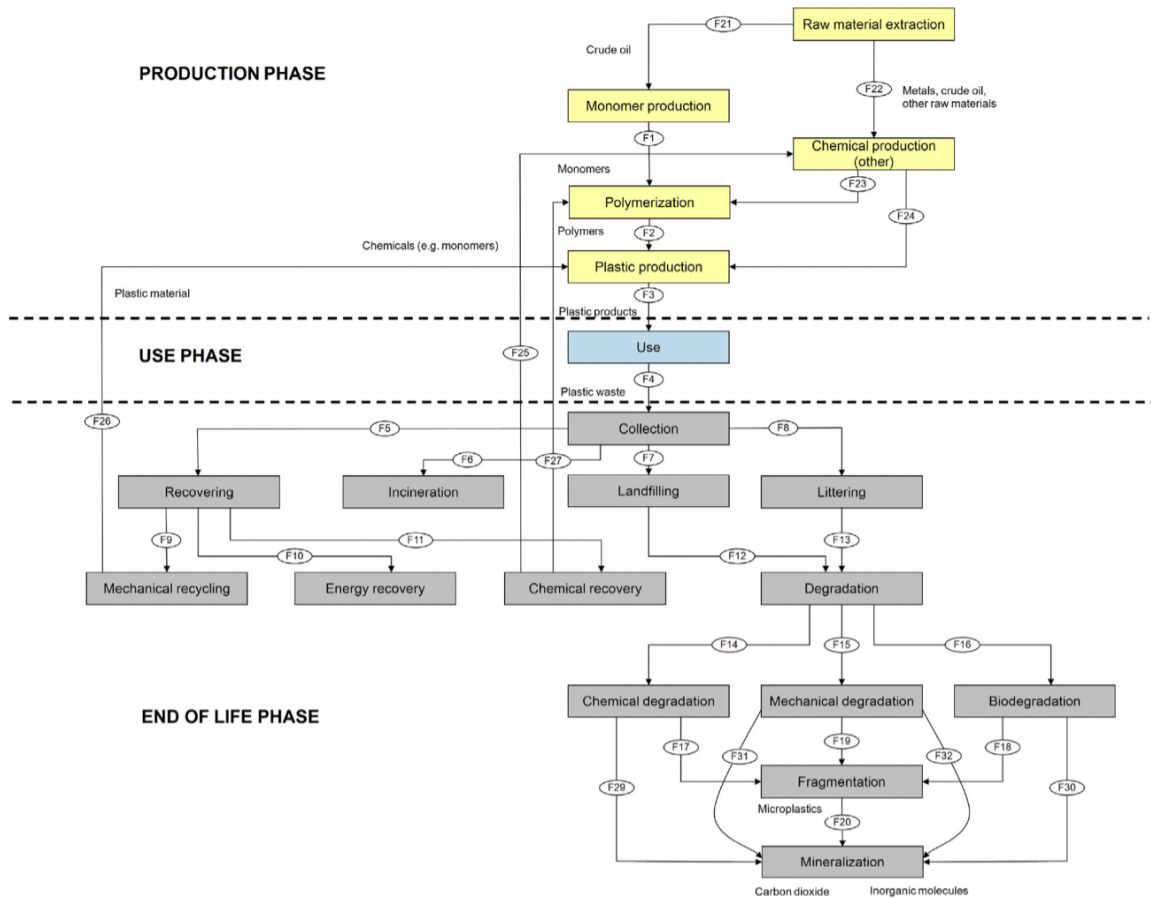 F21
Raw material extraction
Crude oil
PRODUCTION PHASE
Monomer production
F22
Metals, crude oil,
other raw materials
F1
Chemical production
(other)
Monomers
F23
Polymerization
F24
F2
Polymers
Chemicals (e.g. monomers)
Plastic production
Plastic material
F3
Plastic products
USE PHASE
F25
Use
F4
Plastic waste
F26
F5
Collection
F8
F6
F27
F7
Recovering
Incineration
Landfilling
Littering
F9
F10
F11
F12
F13
Mechanical recycling
Energy recovery
Chemical recovery
Degradation
F14
F15
F16
END OF LIFE PHASE
Chemical degradation
Mechanical degradation
Biodegradation
F17
F31
F19
F32
F18
F29
Fragmentation
F30
Microplastics
F20
Mineralization
Carbon dioxide
Inorganic molecules